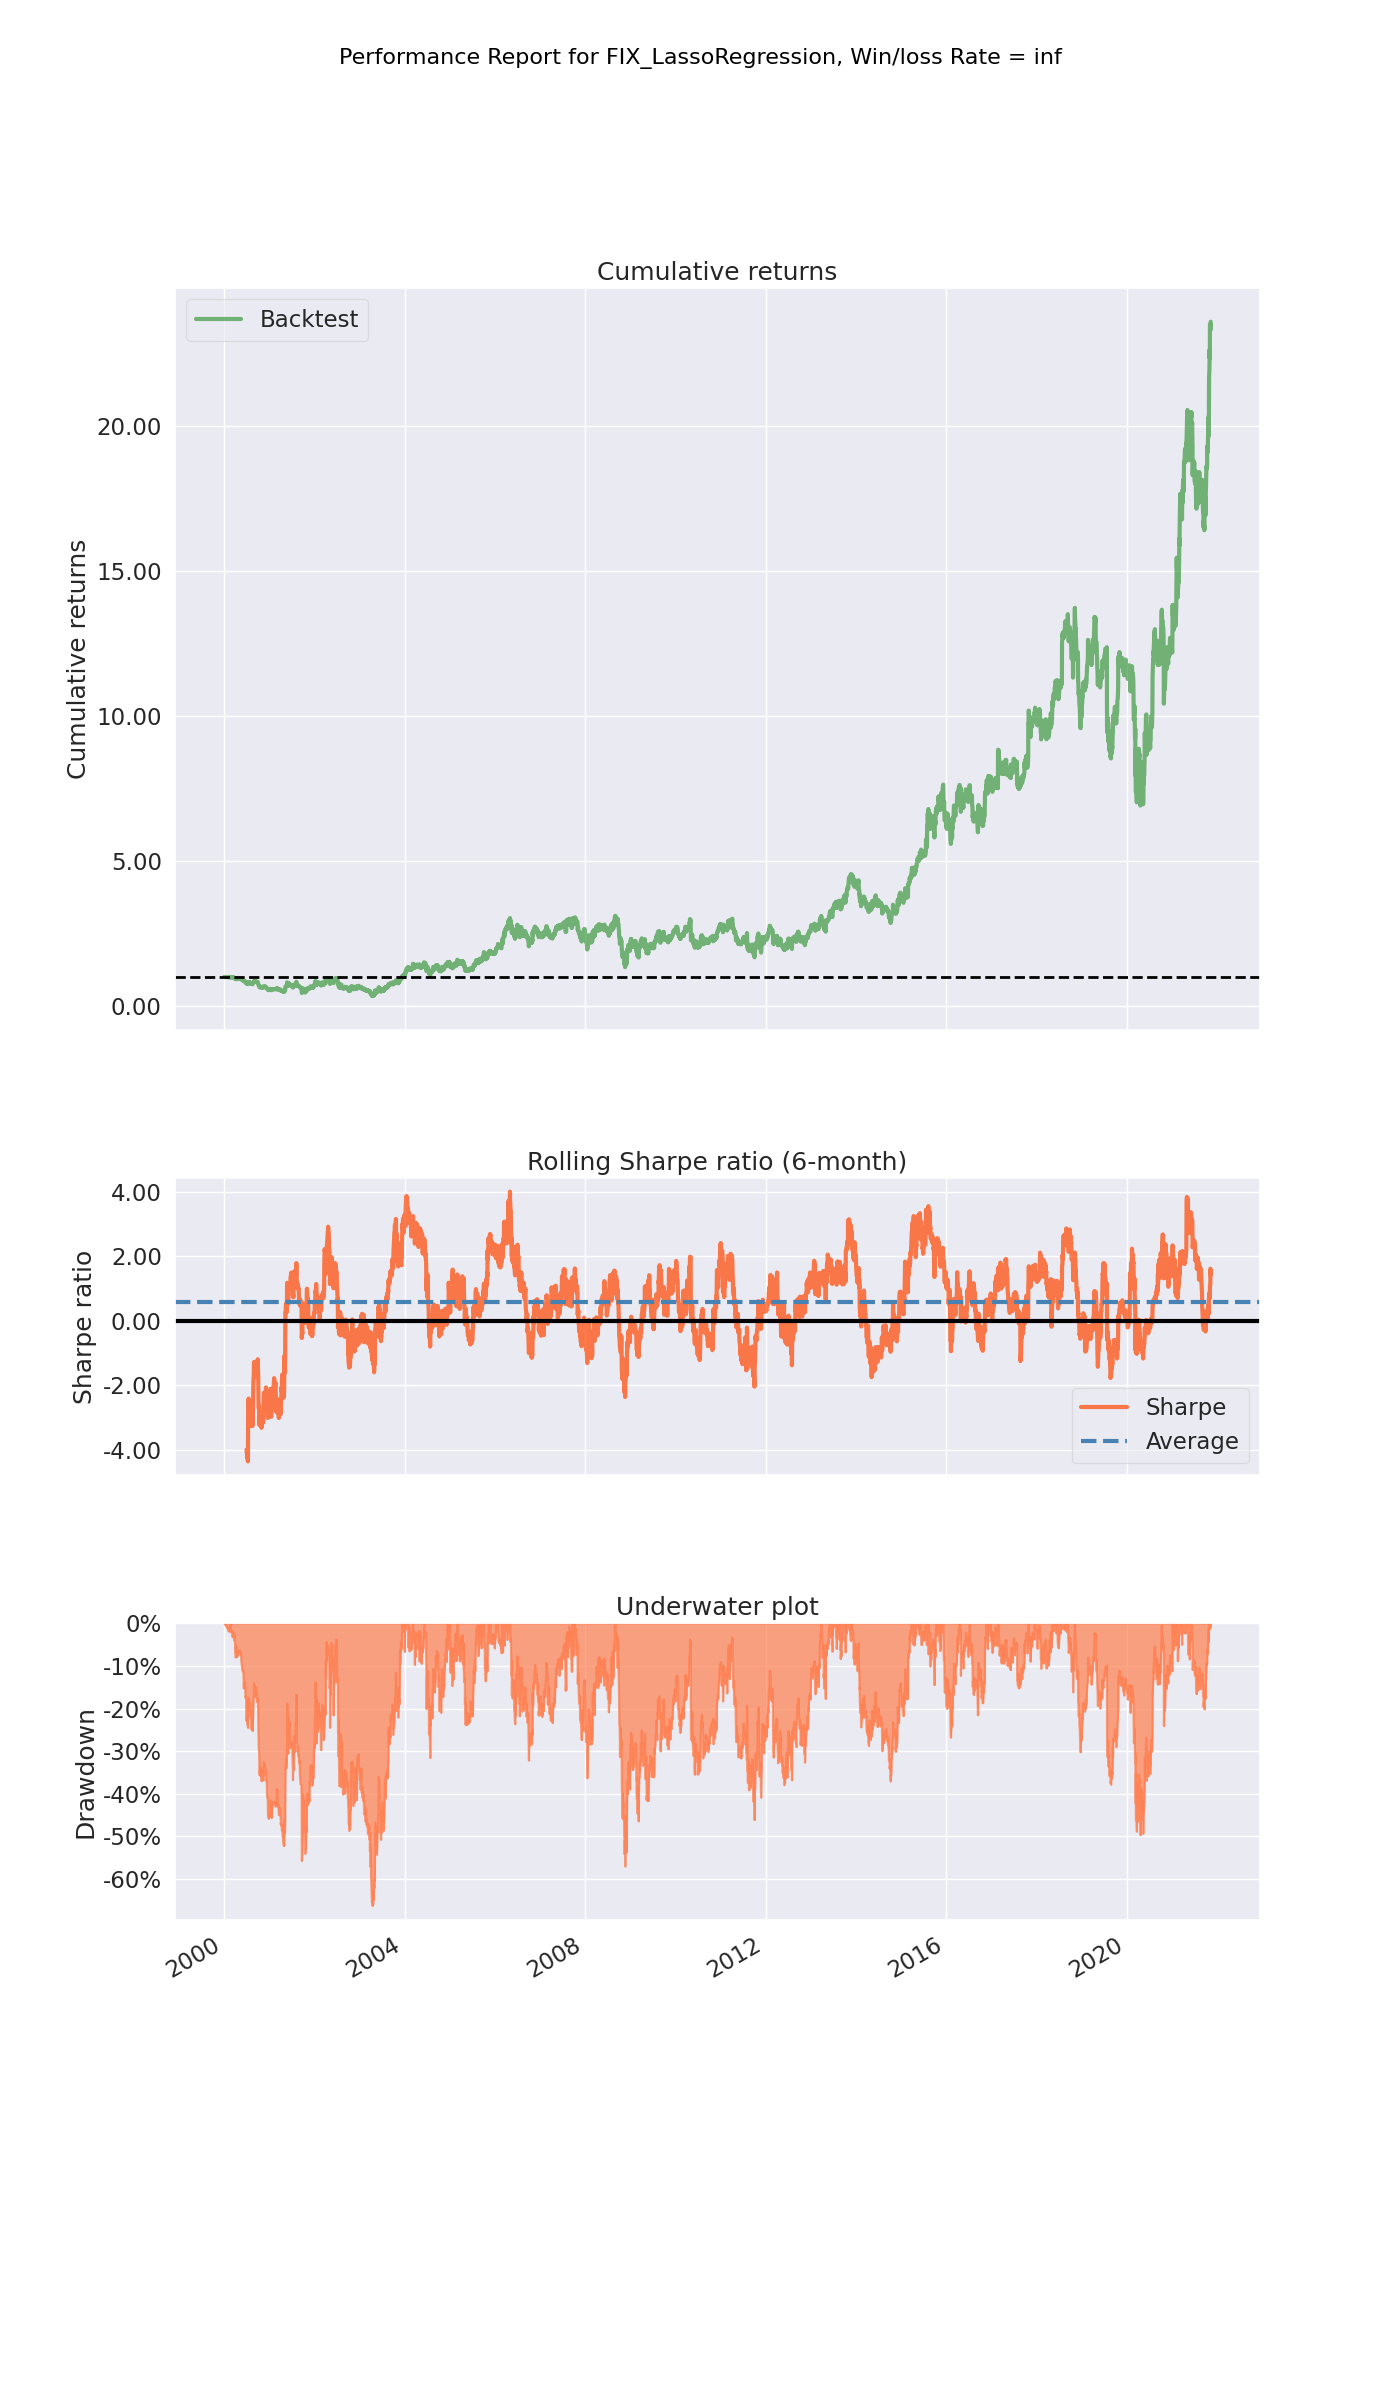 Performance Report for FIX_LassoRegression, Win/loss Rate = inf
Cumulative returns
Backtest
Cumulative returns
20.00
15.00
10.00
5.00
0.00
Rolling Sharpe ratio (6-month)
Sharpe ratio
4.00
2.00
0.00
-2.00
-4.00
Sharpe
Average
Underwater plot
Drawdown
0%
-10%
-20%
-30%
-40%
-50%
-60%
2000
2004
2008
2012
2016
2020